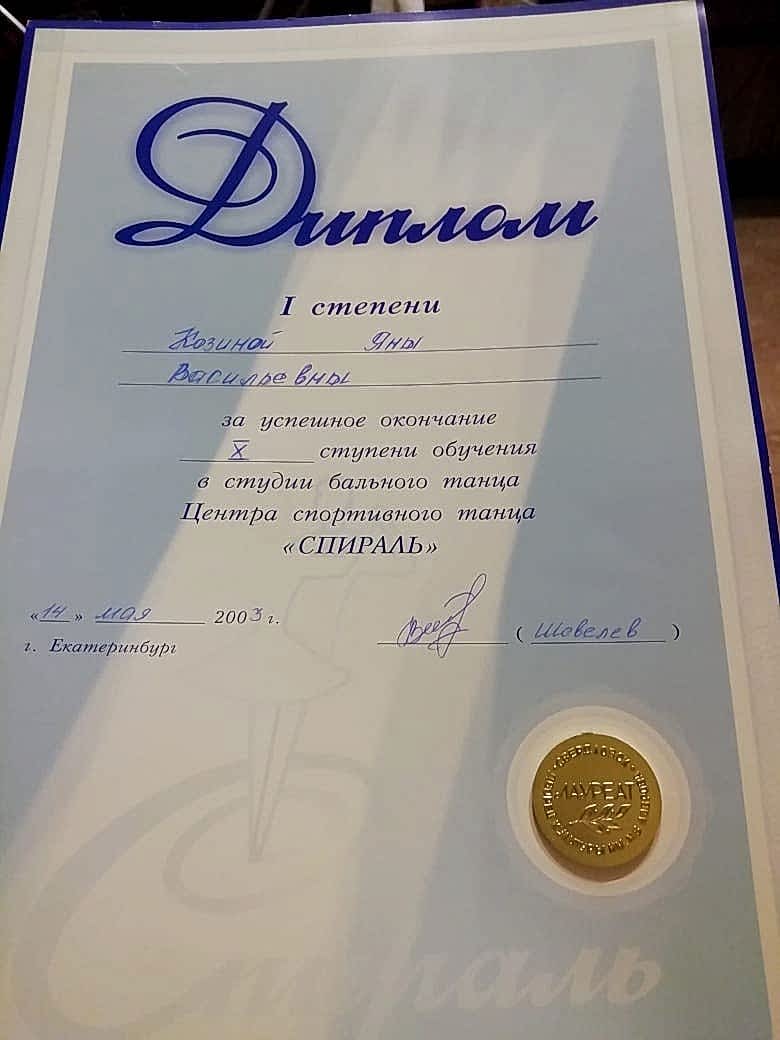 Диплом
I степени
Козиной Яны
Васильевны
за успешное окончание
X ступени обучения
в студии бального танца
Центра спортивного танца
«СПИРАЛЬ»
«14» мая 2003 г.
(Шовелев)
г. Екатеринбург
ЛАУРЕАТ
Спираль